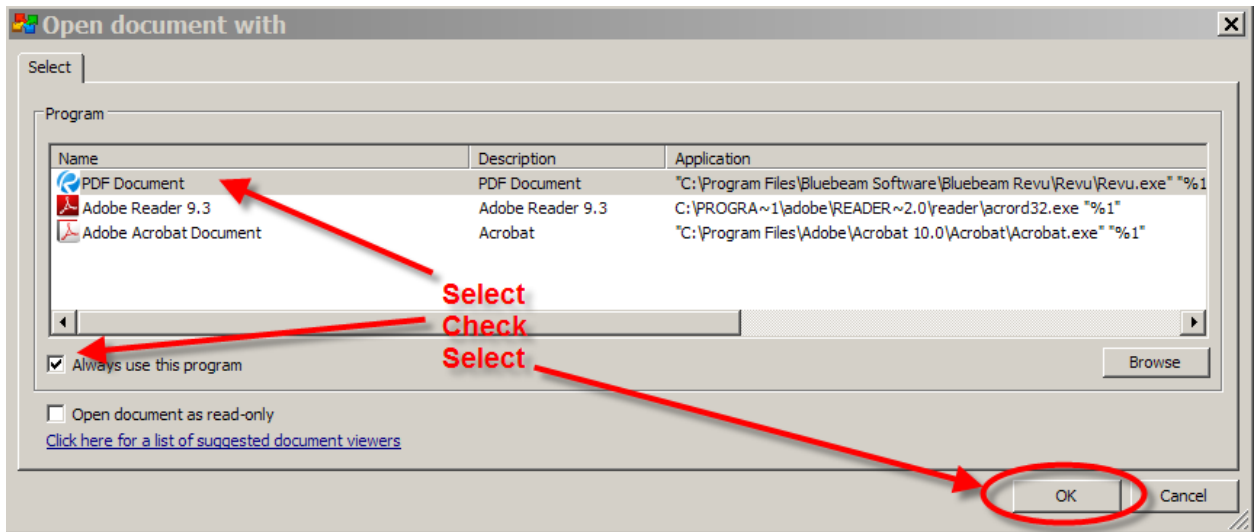 Open document with
Select
Program
Name Description Application
PDF Document PDF Document "C:\Program Files\Bluebeam Software\Bluebeam Revu\Revu\Revu.exe" "%1
Adobe Reader 9.3 Adobe Reader 9.3 C:\PROGRA~1\adobe\READER~2.0\reader\acrord32.exe "%1"
Adobe Acrobat Document Acrobat "C:\Program Files\Adobe\Acrobat 10.0\Acrobat\Acrobat.exe" "%1"
Select
Check
Select
Always use this program Browse
Open document as read-only
Click here for a list of suggested document viewers
OK Cancel